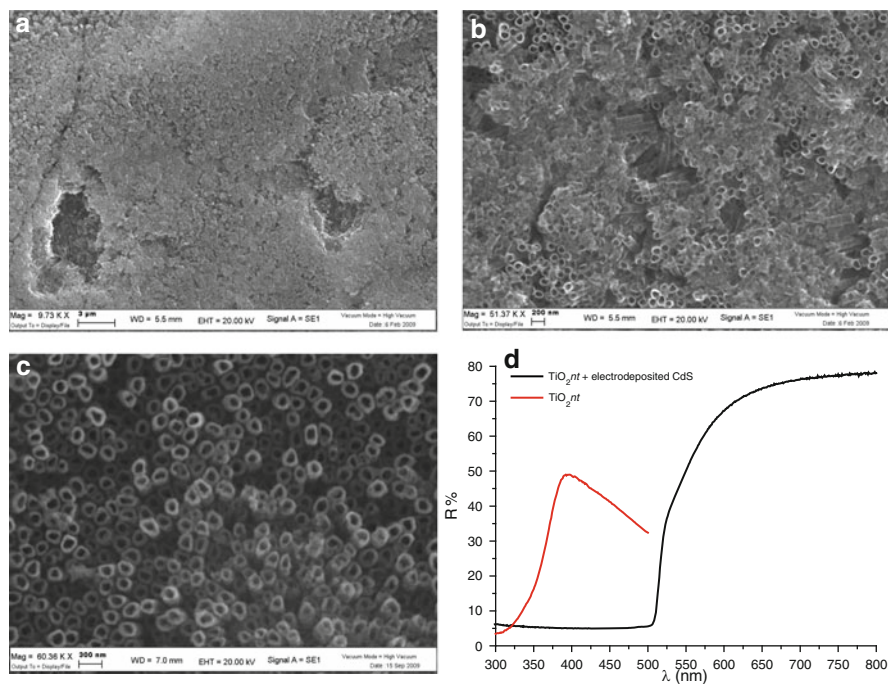 a
Mag = 9.73 K X
3 µm
WD = 5.5 mm
EHT = 20.00 kV
Signal A = SE1
Vacuum Mode = High Vacuum
Output To = Display/File
Date :6 Feb 2009
b
Mag = 51.37 K X
200 nm
WD = 5.5 mm
EHT = 20.00 kV
Signal A = SE1
Vacuum Mode = High Vacuum
Output To = Display/File
Date :6 Feb 2009
c
Mag = 60.36 K X
300 nm
WD = 7.0 mm
EHT = 20.00 kV
Signal A = SE1
Vacuum Mode = High Vacuum
Output To = Display/File
Date :15 Sep 2009
d
TiO2nt + electrodeposited CdS
TiO2nt
R %
80
70
60
50
40
30
20
10
0
300 350 400 450 500 550 600 650 700 750 800
λ (nm)